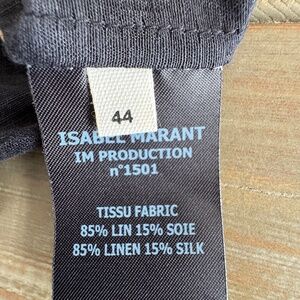 44
ISABEL MARANT
IM PRODUCTION
n°1501
TISSU FABRIC
85% LIN 15% SOIE
85% LINEN 15% SILK